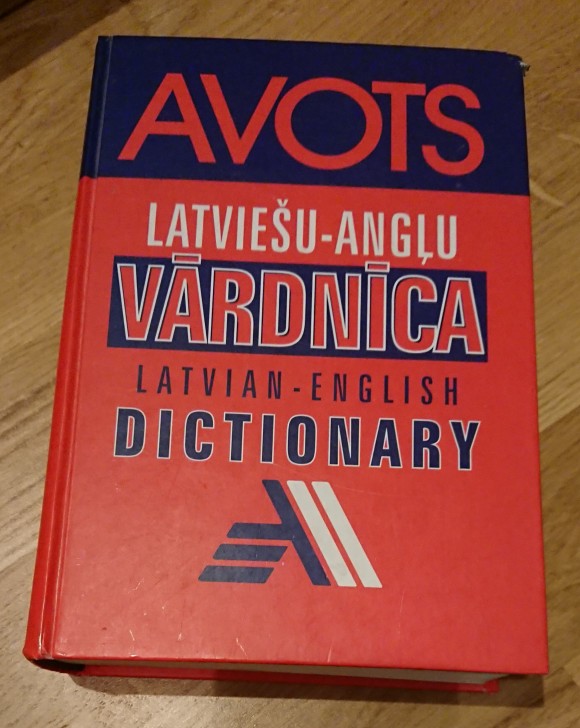 AVOTS
LATVIEŠU-ANGĻU
VĀRDNĪCA
LATVIAN-ENGLISH
DICTIONARY